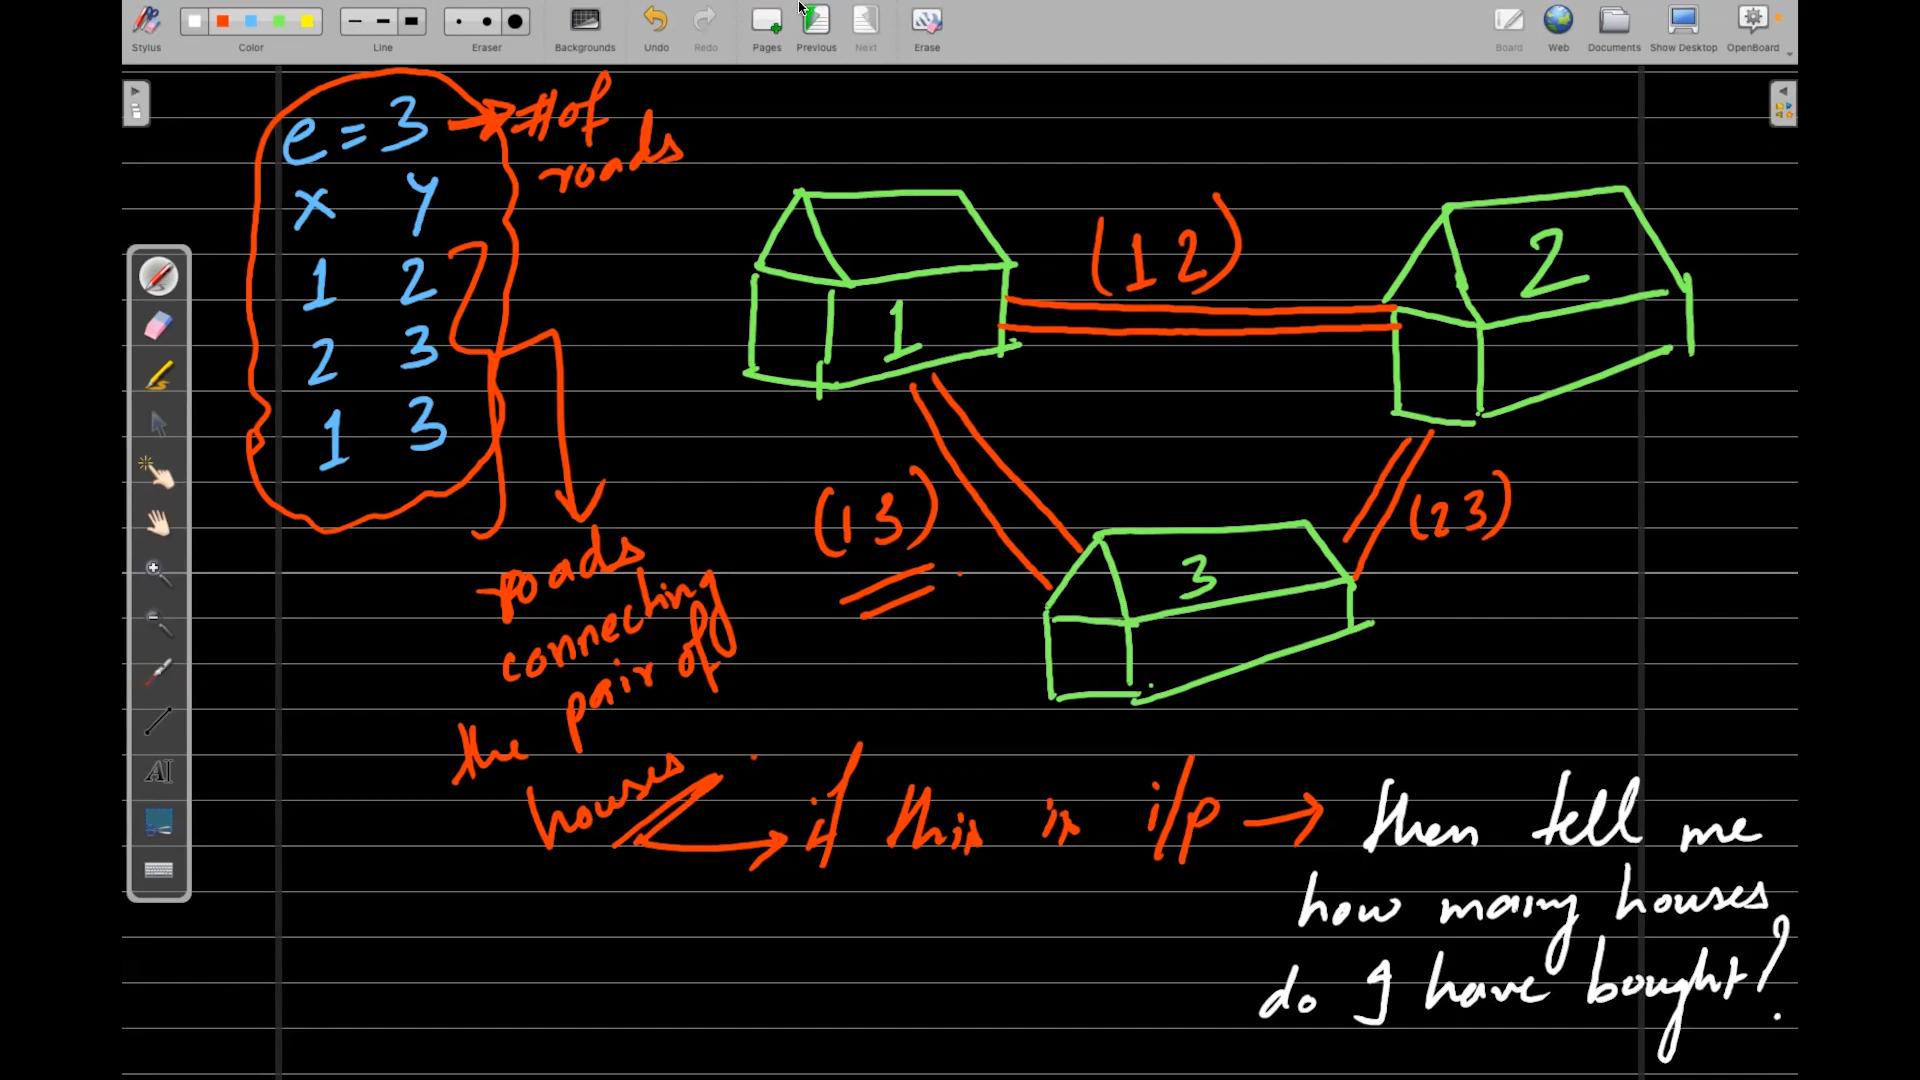 Stylus
Color
Line
Eraser
Backgrounds
Undo
Redo
Pages
Previous
Next
Erase
Board
Web
Documents
Show Desktop
OpenBoard
e = 3 → # of
roads
x y
1 2
2 3
1 3
1
(1 2)
2
(1 3)
3
(2 3)
roads
connecting
pair of
the
houses
if this is i/p → then tell me
how many houses
do I have bought?